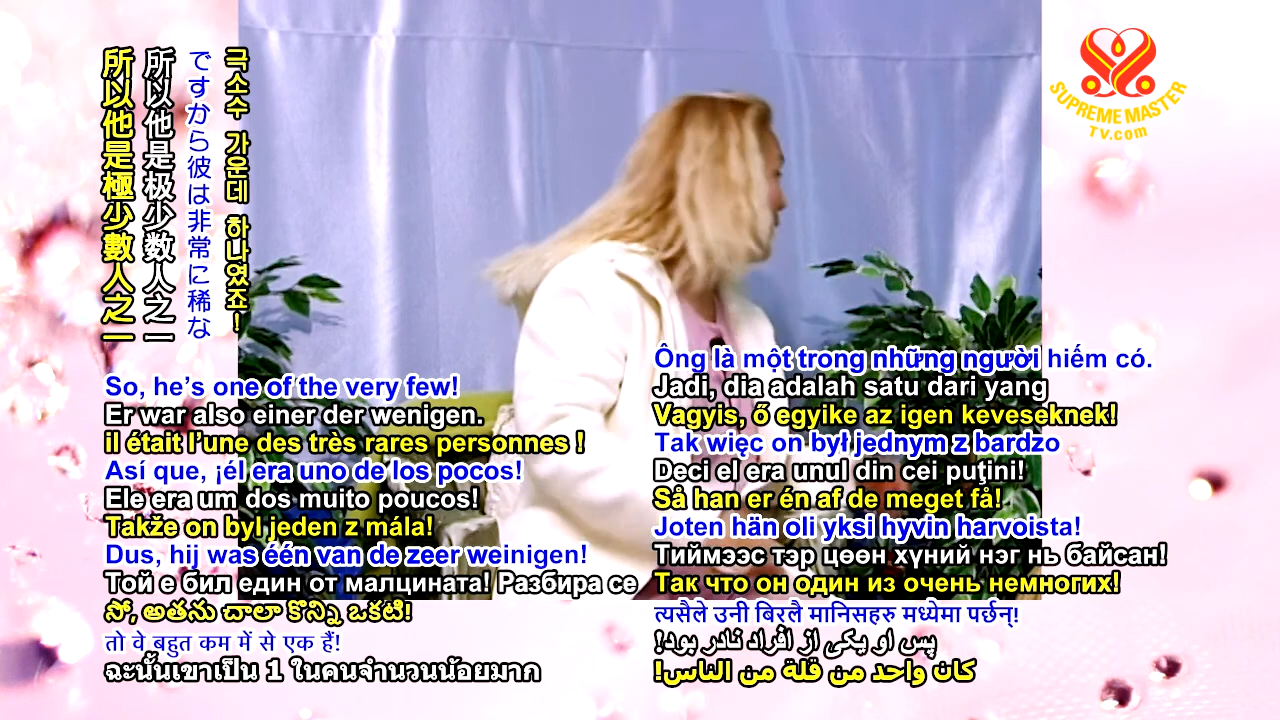 所以他是極少數人之一
所以他是极少数人之一
ですから彼は非常に稀な
극소수 가운데 하나였죠!
SUPREME MASTER
TV.com
So, he's one of the very few!
Er war also einer der wenigen.
il était l'une des très rares personnes !
Así que, ¡él era uno de los pocos!
Ele era um dos muito poucos!
Takže on byl jeden z mála!
Dus, hij was één van de zeer weinigen!
Той е бил един от малцината! Разбира се
సో, అతను చాలా కొన్ని ఒకటి!
तो वे बहुत कम में से एक हैं!
ฉะนั้นเขาเป็น 1 ในคนจำนวนน้อยมาก
Ông là một trong những người hiếm có.
Jadi, dia adalah satu dari yang
Vagyis, ő egyike az igen keveseknek!
Tak więc on był jednym z bardzo
Deci el era unul din cei puţini!
Så han er én af de meget få!
Joten hän oli yksi hyvin harvoista!
Тиймээс тэр цөөн хүний нэг нь байсан!
Так что он один из очень немногих!
त्यसैले उनी बिरलै मानिसहरु मध्येमा पर्छन्!
پس او یکی از افراد نادر بود!
كان واحد من قلة من الناس!